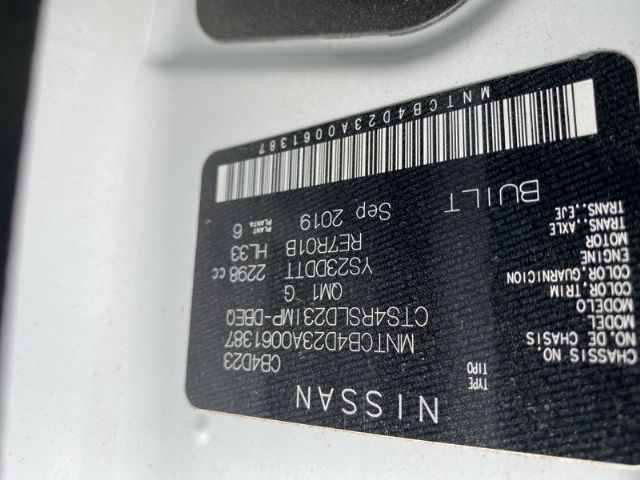 NISSAN
TYPE CB4D23
TIPO
CHASSIS NO. MNTCB4D23A0061387
NO. DE CHASIS
MODEL CTS4RSLD23IMP-DBEQ
MODELO
COLOR, TRIM QM1 G
COLOR, GUARNICION
ENGINE YS23DDTT 2298 cc
MOTOR
TRANS., AXLE RE7R01B HL33
TRANS., EJE
PLANT 6
PLANTA
BUILT Sep 2019
MNTCB4D23A0061387